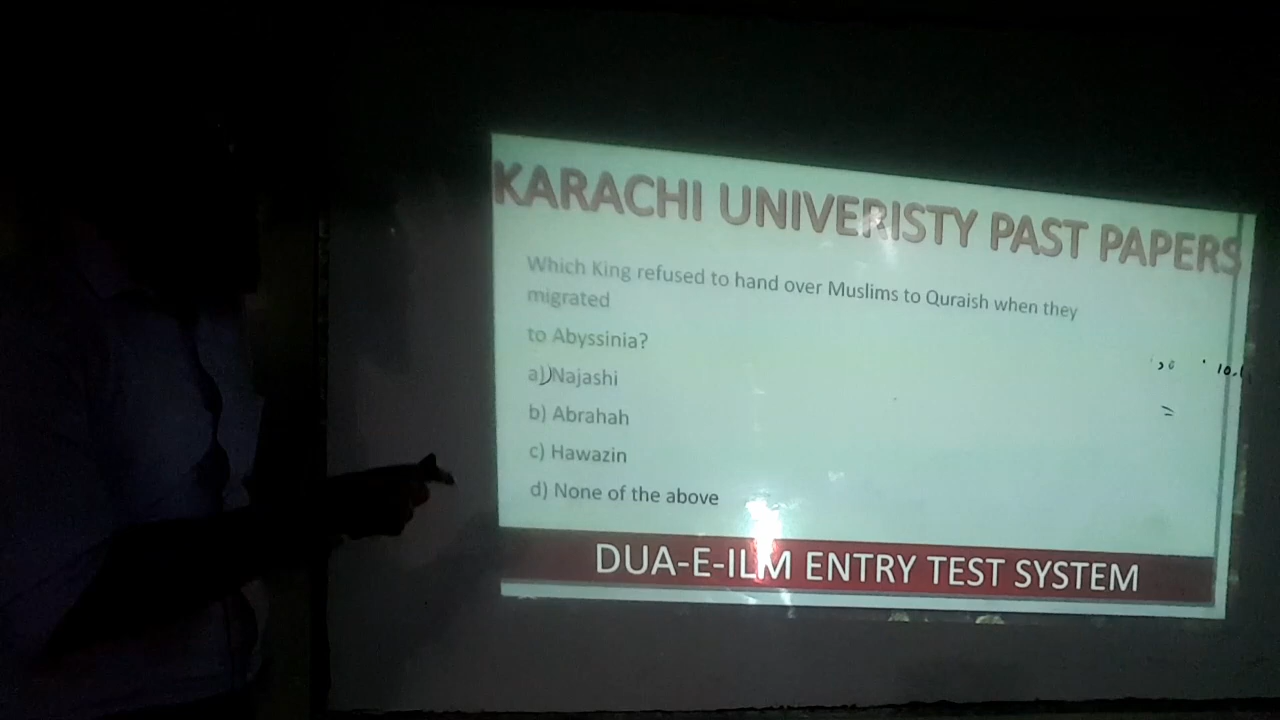 KARACHI UNIVERISTY PAST PAPERS
Which King refused to hand over Muslims to Quraish when they
migrated
to Abyssinia?
a) Najashi
b) Abrahah
c) Hawazin
d) None of the above
DUA-E-ILM ENTRY TEST SYSTEM